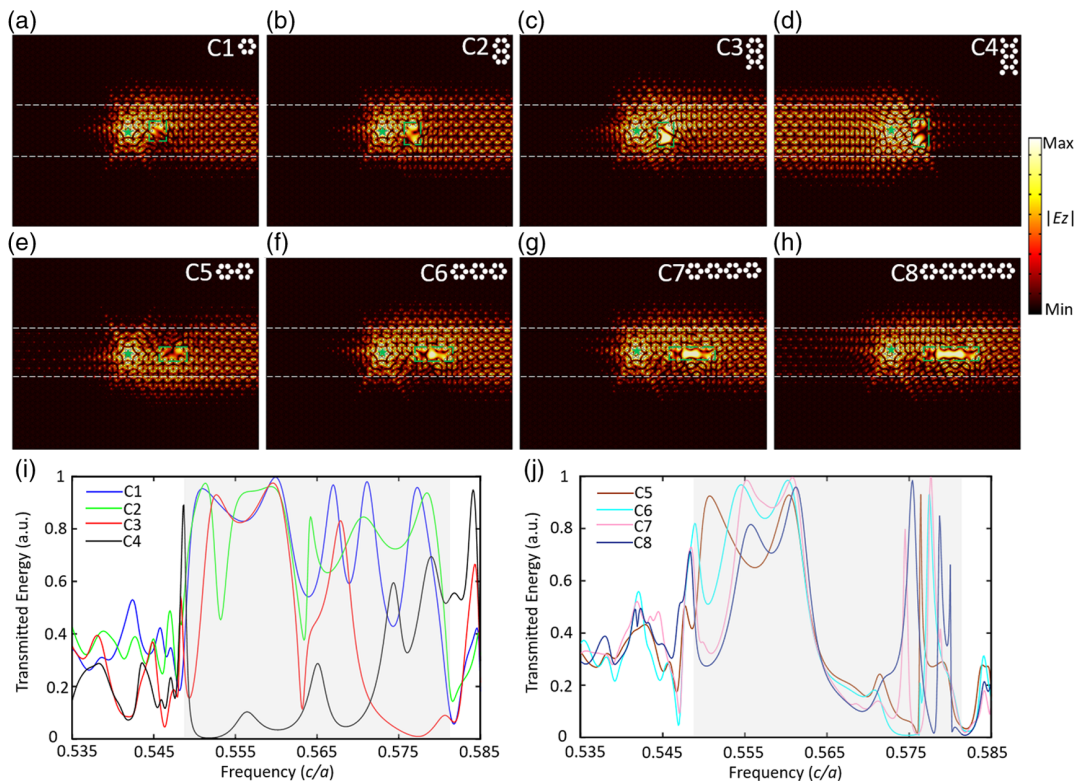 (a)
(b)
(c)
(d)
C1
C2
C3
C4
Max
|Ez|
Min
(e)
(f)
(g)
(h)
C5
C6
C7
C8
(i)
1
0.8
0.6
0.4
0.2
0
Transmitted Energy (a.u.)
C1
C2
C3
C4
0.535
0.545
0.555
0.565
0.575
0.585
Frequency (c/a)
(j)
1
0.8
0.6
0.4
0.2
0
Transmitted Energy (a.u.)
C5
C6
C7
C8
0.535
0.545
0.555
0.565
0.575
0.585
Frequency (c/a)